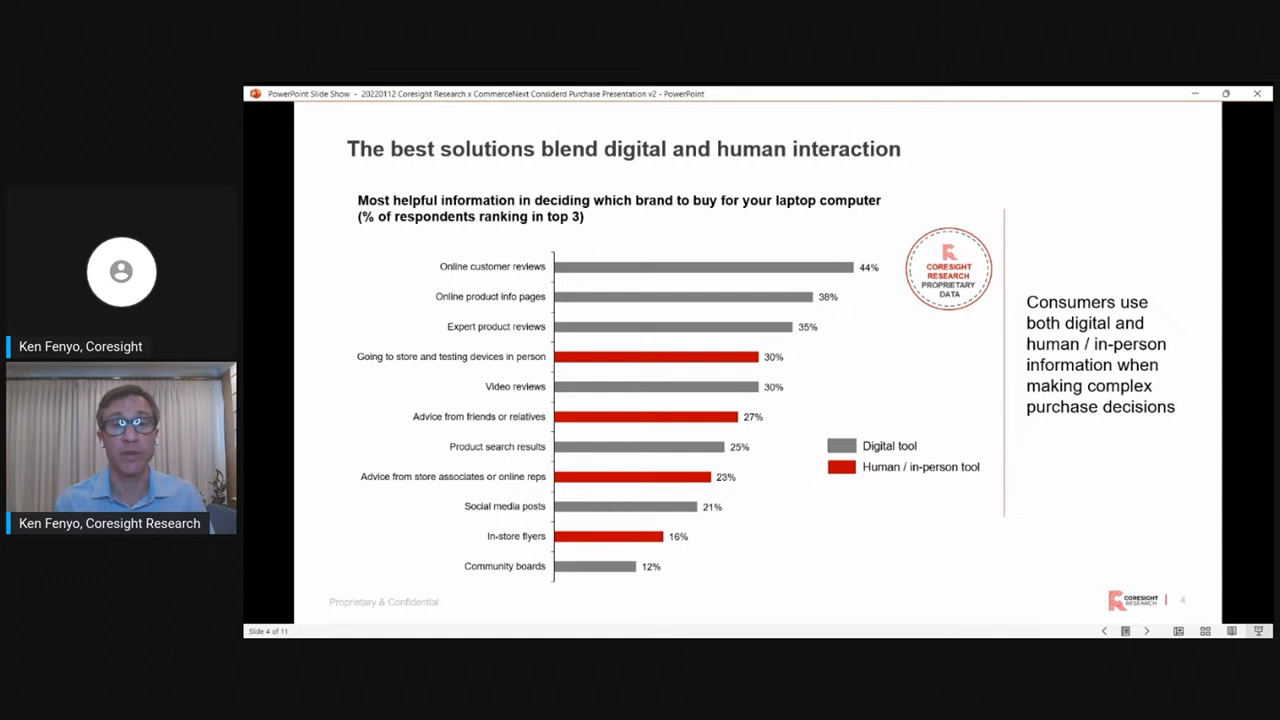 PowerPoint Slide Show - 20220112 Coresight Research x CommerceNext Considerd Purchase Presentation v2 - PowerPoint
The best solutions blend digital and human interaction
Most helpful information in deciding which brand to buy for your laptop computer
(% of respondents ranking in top 3)
Online customer reviews 44%
Online product info pages 38%
Expert product reviews 35%
Going to store and testing devices in person 30%
Video reviews 30%
Advice from friends or relatives 27%
Product search results 25%
Advice from store associates or online reps 23%
Social media posts 21%
In-store flyers 16%
Community boards 12%
CORESIGHT
RESEARCH
PROPRIETARY
DATA
Digital tool
Human / in-person tool
Consumers use
both digital and
human / in-person
information when
making complex
purchase decisions
Proprietary & Confidential
CORESIGHT
RESEARCH
4
Slide 4 of 11
Ken Fenyo, Coresight
Ken Fenyo, Coresight Research